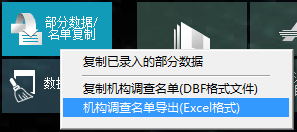 部分数据/
名单复制
复制已录入的部分数据
复制机构调查名单(DBF格式文件)
机构调查名单导出(Excel格式)
数据